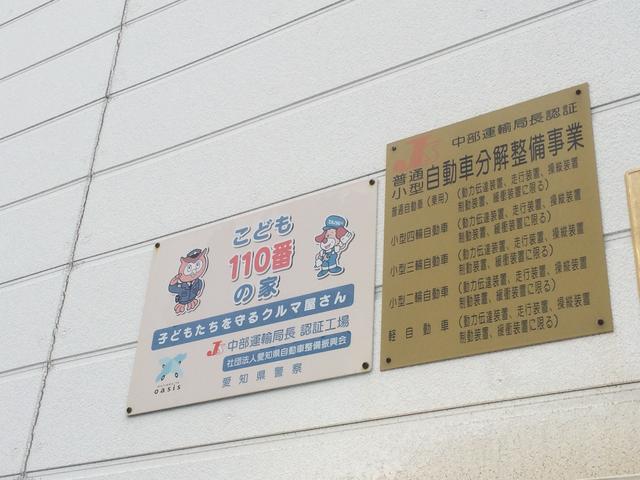 こども
110番
の家
子どもたちを守るクルマ屋さん
中部運輸局長 認証工場
社団法人愛知県自動車整備振興会
愛知県警察
oasis
中部運輸局長認証
普通
小型
自動車分解整備事業
普通自動車(乗用)
(動力伝達装置、走行装置、操縦装置
制動装置、緩衝装置に限る)
小型四輪自動車
(動力伝達装置、走行装置、操縦装置
制動装置、緩衝装置に限る)
小型三輪自動車
(動力伝達装置、走行装置、操縦装置
制動装置、緩衝装置に限る)
小型二輪自動車
(動力伝達装置、走行装置、操縦装置
制動装置、緩衝装置に限る)
軽自動車
(動力伝達装置、走行装置、操縦装置
制動装置、緩衝装置に限る)